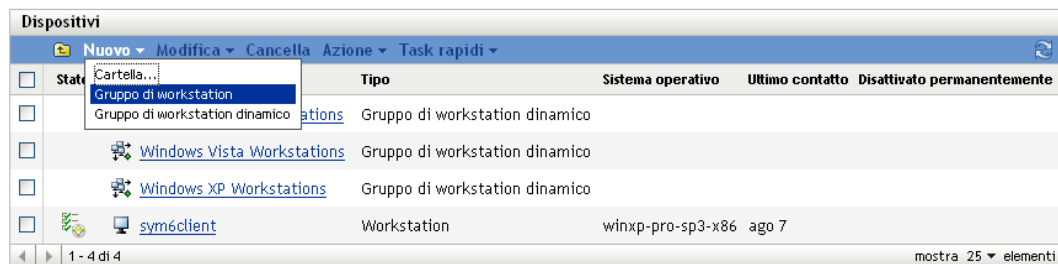 Dispositivi
Nuovo Modifica Cancella Azione Task rapidi
State Tipo Sistema operativo Ultimo contatto Disattivato permanentemente
Cartella...
Gruppo di workstation
Gruppo di workstation dinamico
ations Gruppo di workstation dinamico
Windows Vista Workstations Gruppo di workstation dinamico
Windows XP Workstations Gruppo di workstation dinamico
sym6client Workstation winxp-pro-sp3-x86 ago 7
1 - 4 di 4 mostra 25 elementi